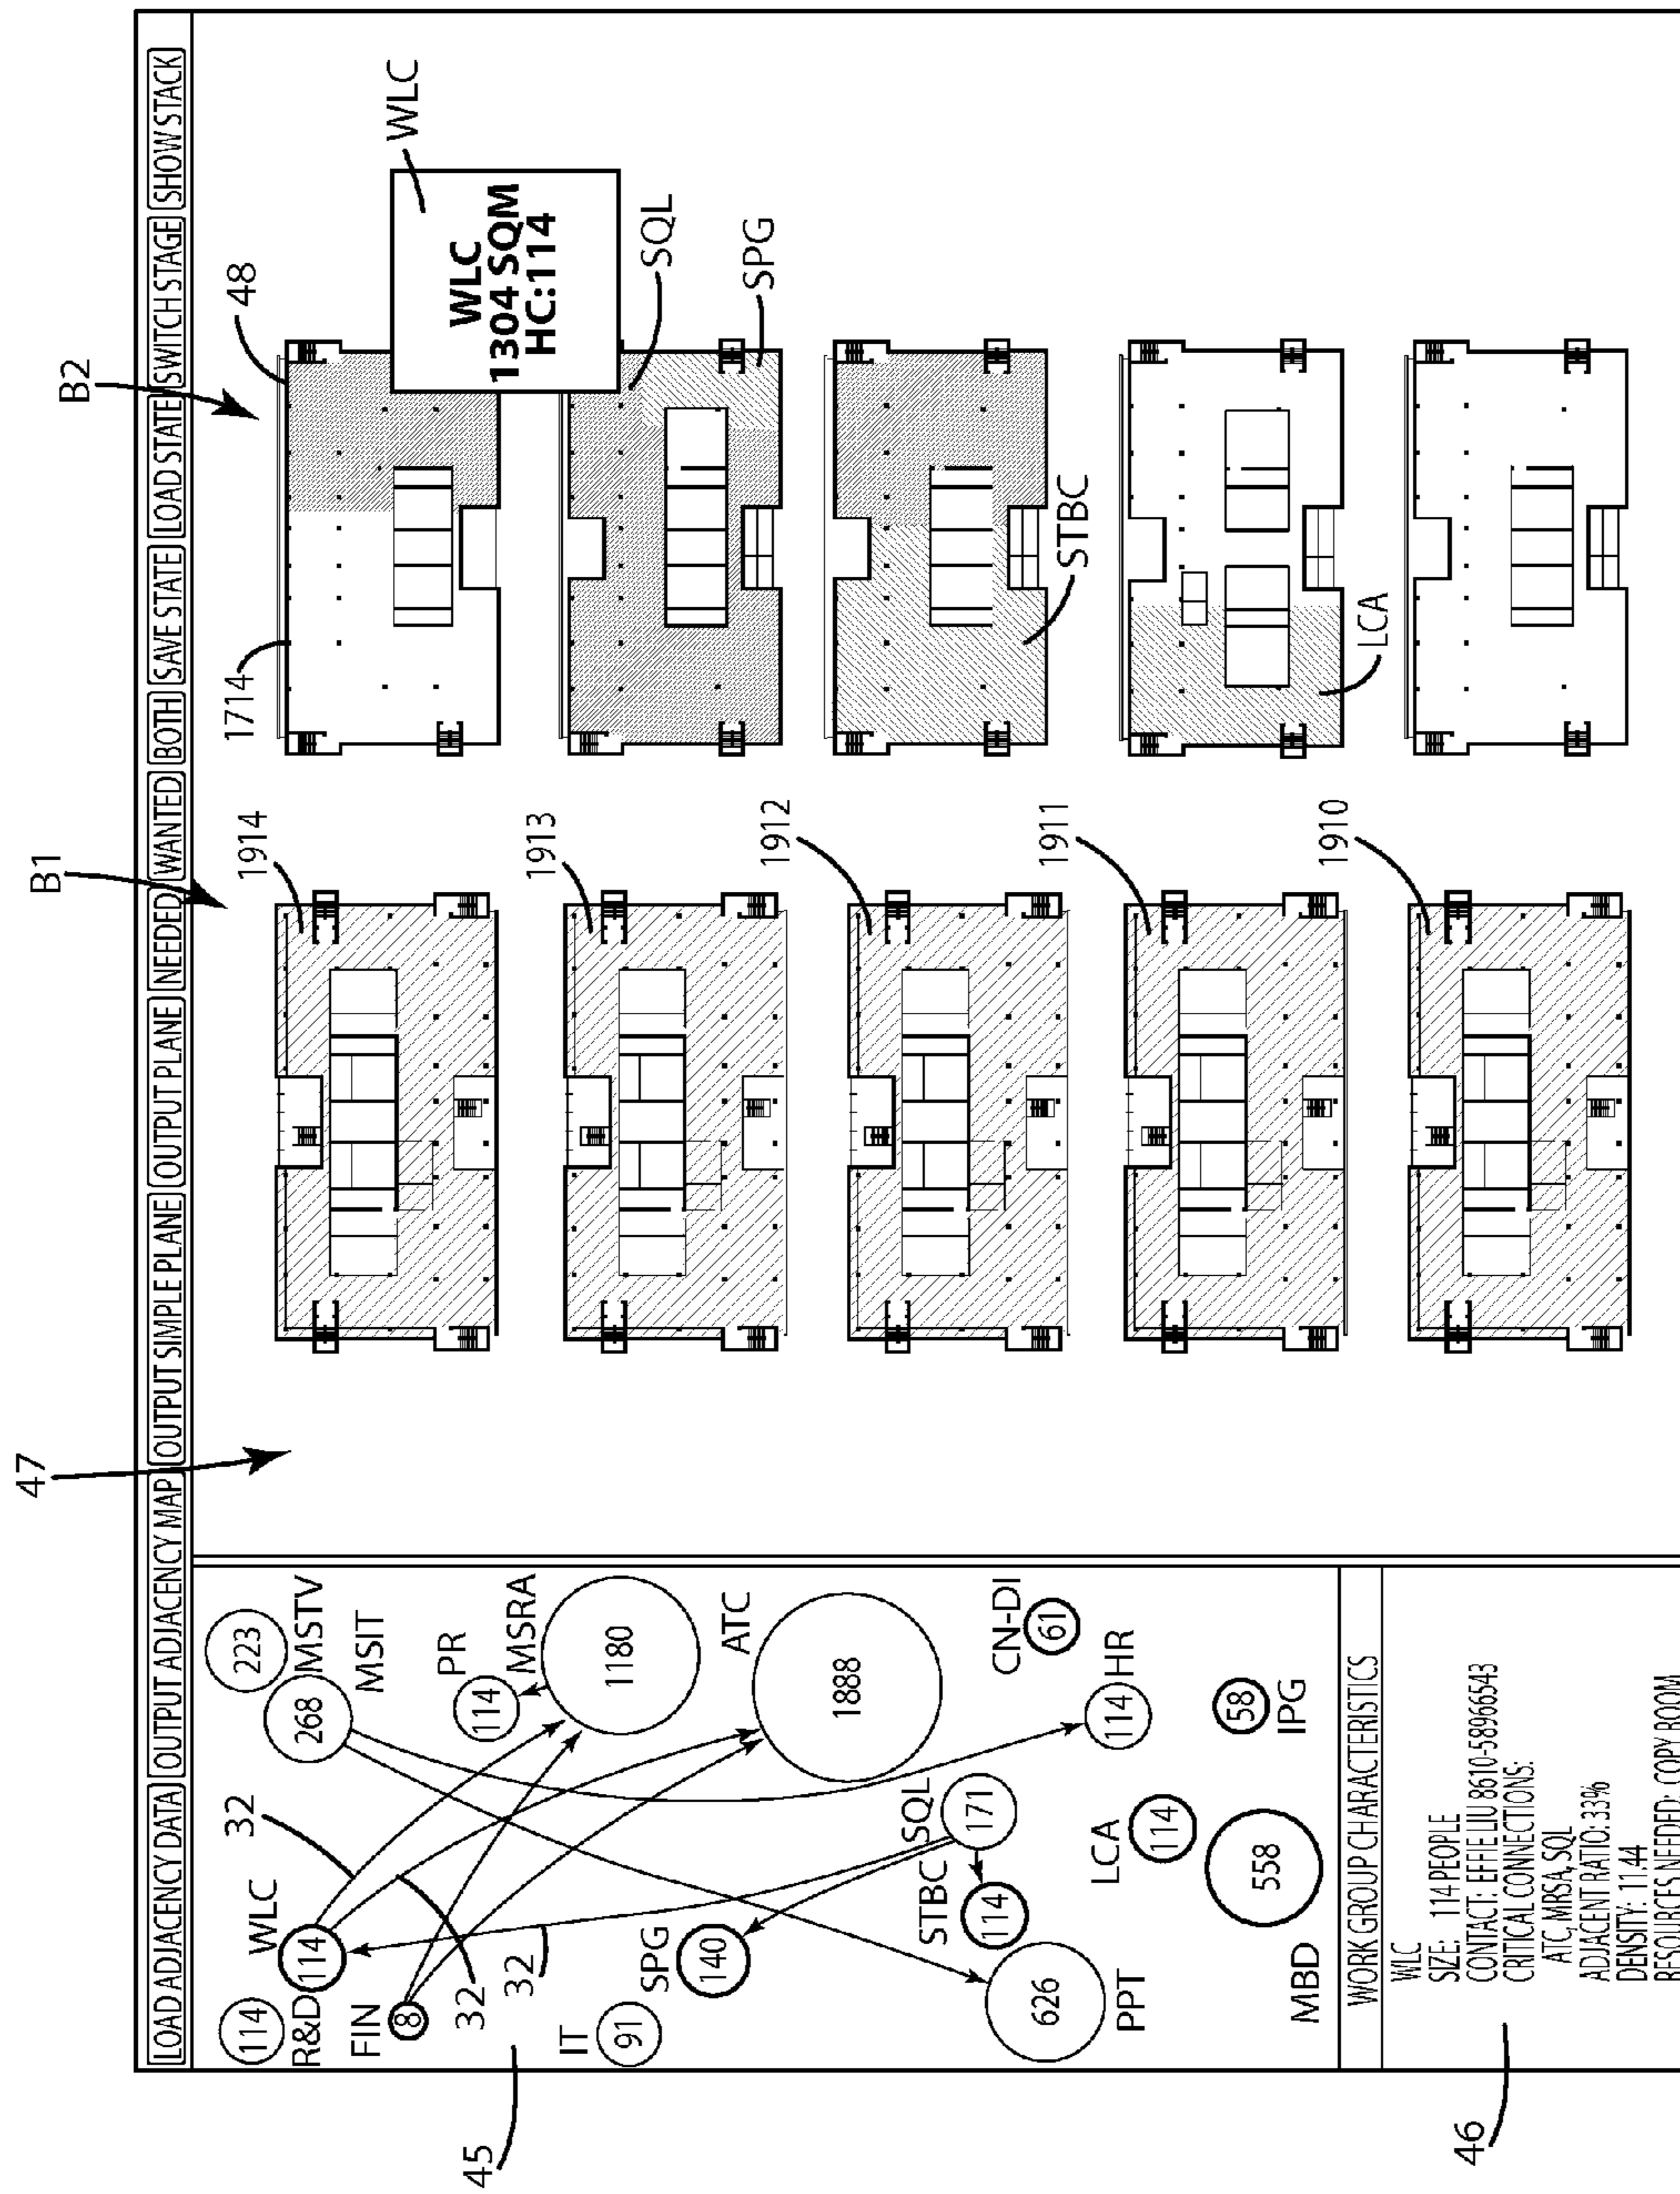 B1
B2
47
LOAD ADJACENCY DATA OUTPUT ADJACENCY MAP OUTPUT SIMPLE PLANE OUTPUT PLANE NEEDED WANTED BOTH SAVE STATE LOAD STATE SWITCH STAGE SHOW STACK
114
R&D
WLC
114
FIN
8
32
32
32
223
MSTV
268
MSIT
PR
114
MSRA
1180
IT
91
SPG
140
ATC
1888
STBC
114
SQL
171
CN-DI
61
626
PPT
114
HR
LCA
114
58
IPG
558
MBD
45
WORK GROUP CHARACTERISTICS
WLC
SIZE: 114 PEOPLE
CONTACT: EFFIE LIU 8610-58966543
CRITICAL CONNECTIONS:
ATC, MRSA, SQL
ADJACENT RATIO: 33%
DENSITY: 11.44
RESOURCES NEEDED: COPY ROOM
46
1914
1913
1912
1911
1910
1714
48
WLC
WLC
1304 SQM
HC:114
SQL
SPG
STBC
LCA